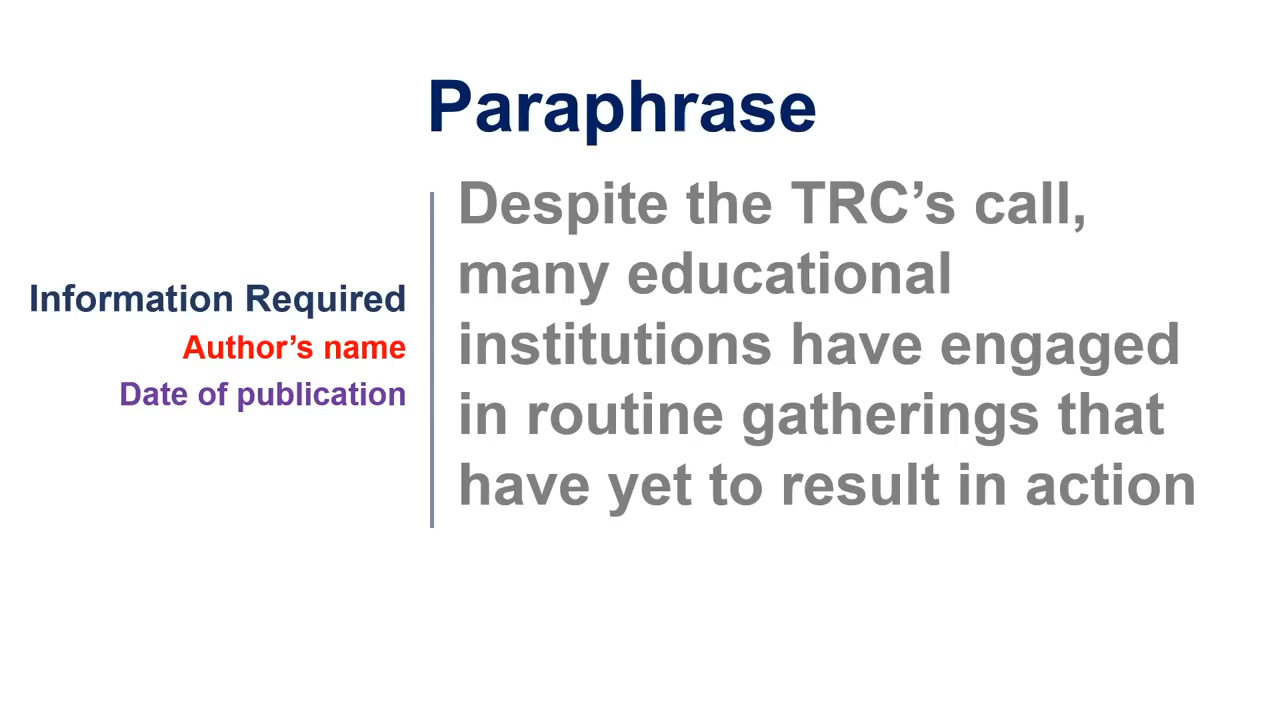 Paraphrase
Information Required
Author’s name
Date of publication
Despite the TRC’s call,
many educational
institutions have engaged
in routine gatherings that
have yet to result in action